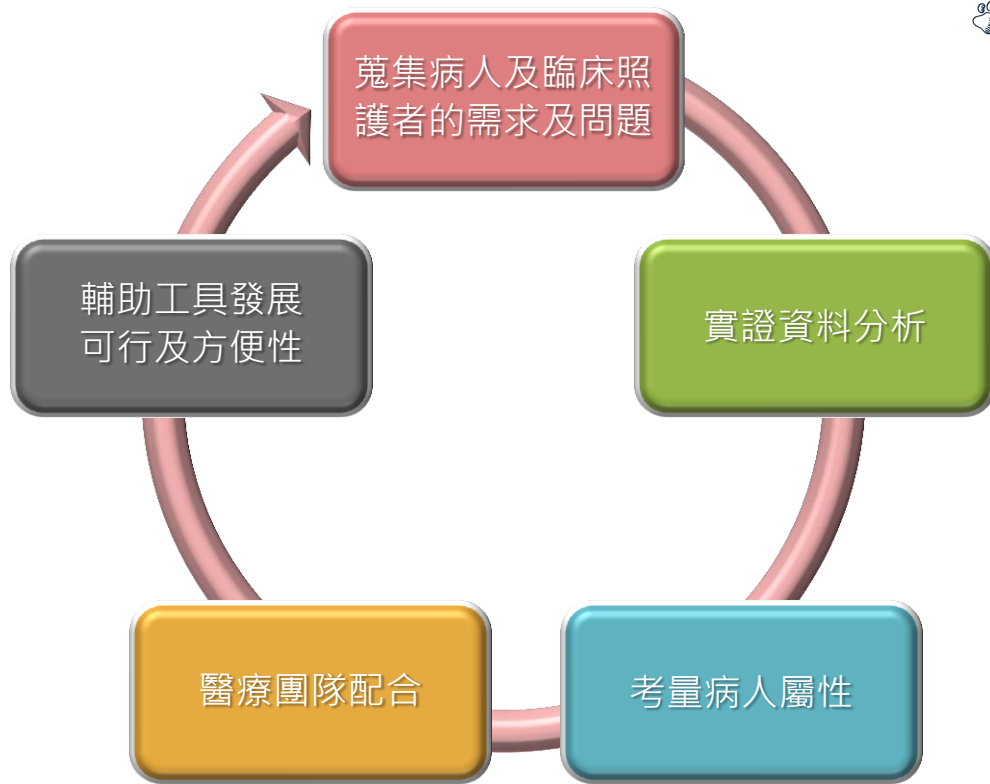 蒐集病人及臨床照
護者的需求及問題
實證資料分析
考量病人屬性
醫療團隊配合
輔助工具發展
可行及方便性